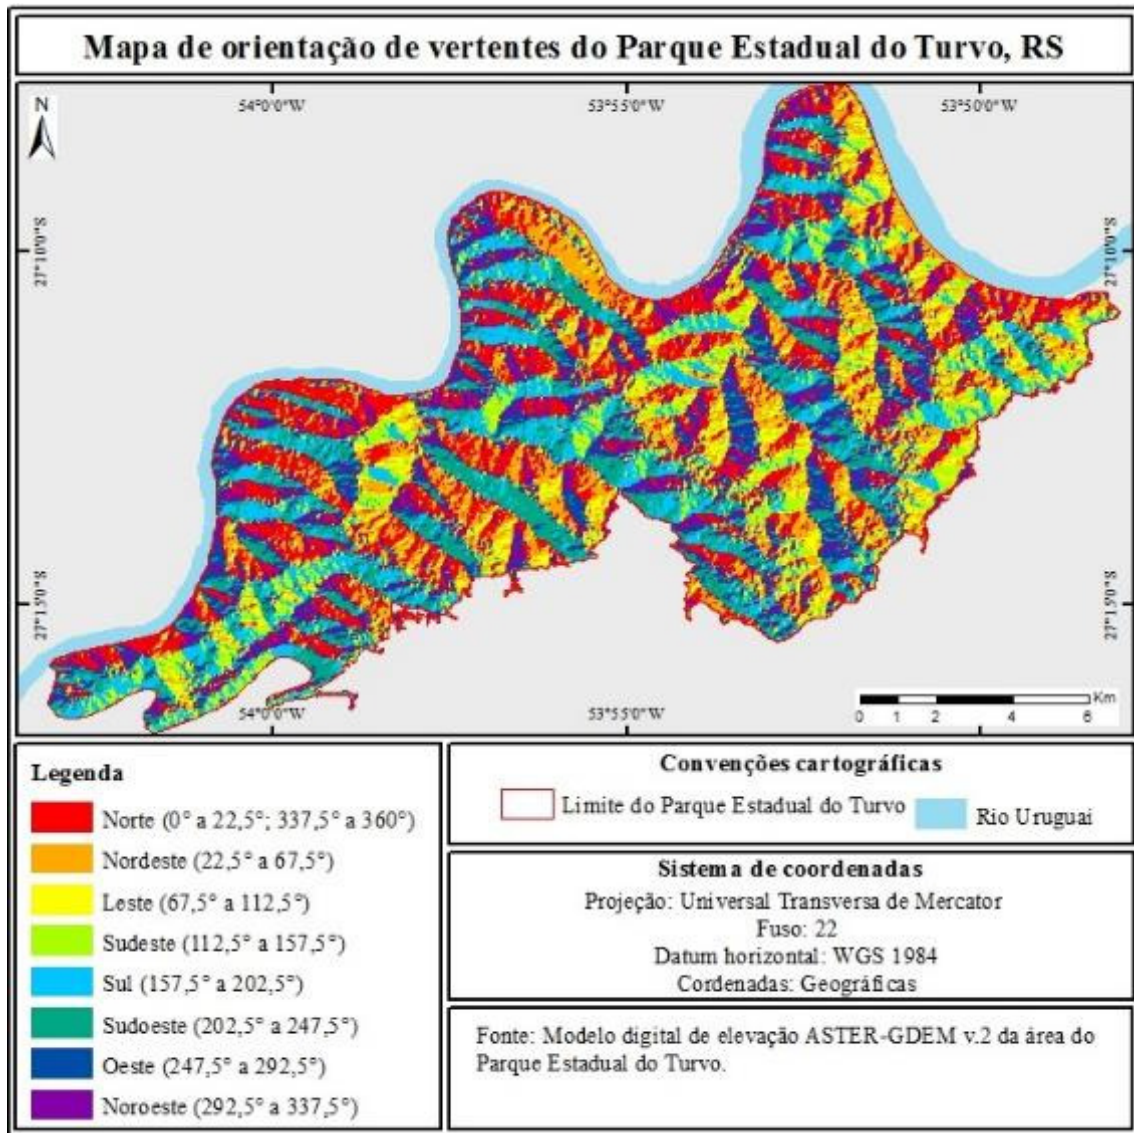 Mapa de orientação de vertentes do Parque Estadual do Turvo, RS
N
54°0'0"W
53°55'0"W
53°50'0"W
27°10'0"S
27°10'0"S
27°15'0"S
27°15'0"S
54°0'0"W
53°55'0"W
Km
0 1 2 4 6
Legenda
Norte (0° a 22,5°; 337,5° a 360°)
Nordeste (22,5° a 67,5°)
Leste (67,5° a 112,5°)
Sudeste (112,5° a 157,5°)
Sul (157,5° a 202,5°)
Sudoeste (202,5° a 247,5°)
Oeste (247,5° a 292,5°)
Noroeste (292,5° a 337,5°)
Convenções cartográficas
Limite do Parque Estadual do Turvo
Rio Uruguai
Sistema de coordenadas
Projeção: Universal Transversa de Mercator
Fuso: 22
Datum horizontal: WGS 1984
Cordenadas: Geográficas
Fonte: Modelo digital de elevação ASTER-GDEM v.2 da área do
Parque Estadual do Turvo.